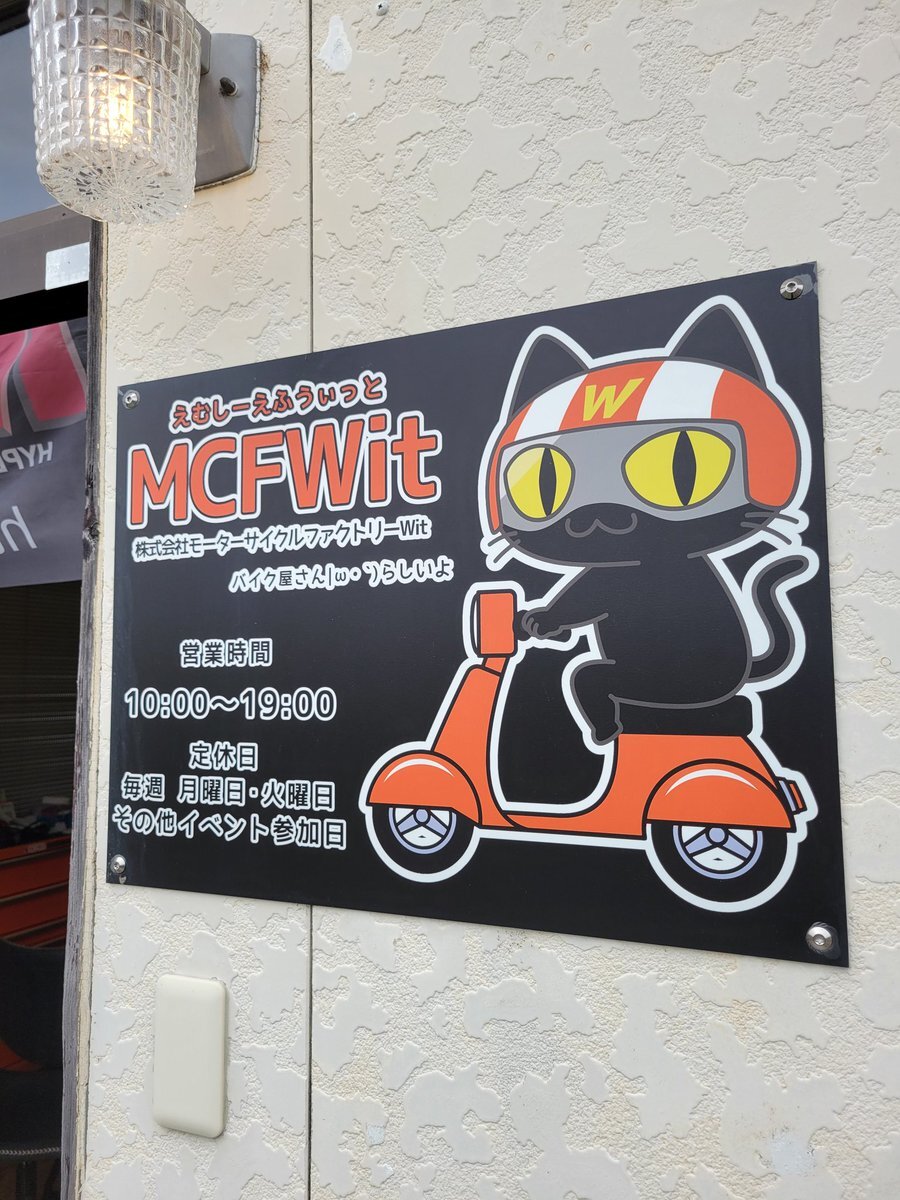 えむしーえふうぃっと
MCFWit
株式会社モーターサイクルファクトリーWit
バイク屋さん|ω・`)らしいよ
営業時間
10:00～19:00
定休日
毎週 月曜日・火曜日
その他イベント参加日
W